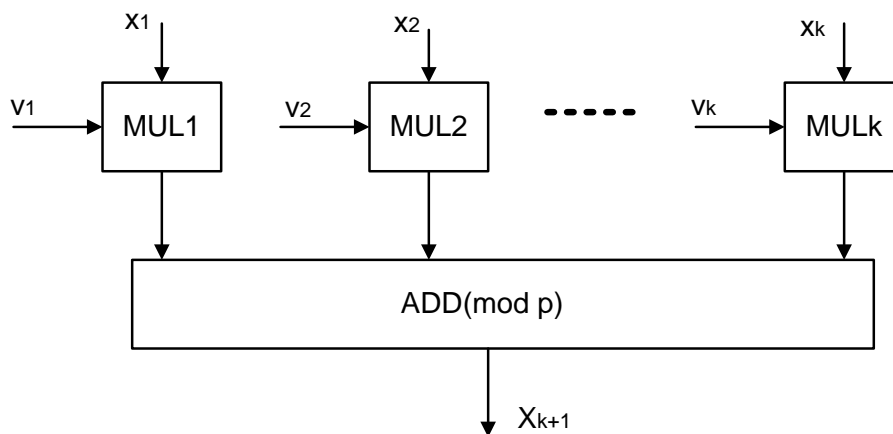 x1
x2
xk
v1
MUL1
v2
MUL2
vk
MULk
ADD(mod p)
Xk+1